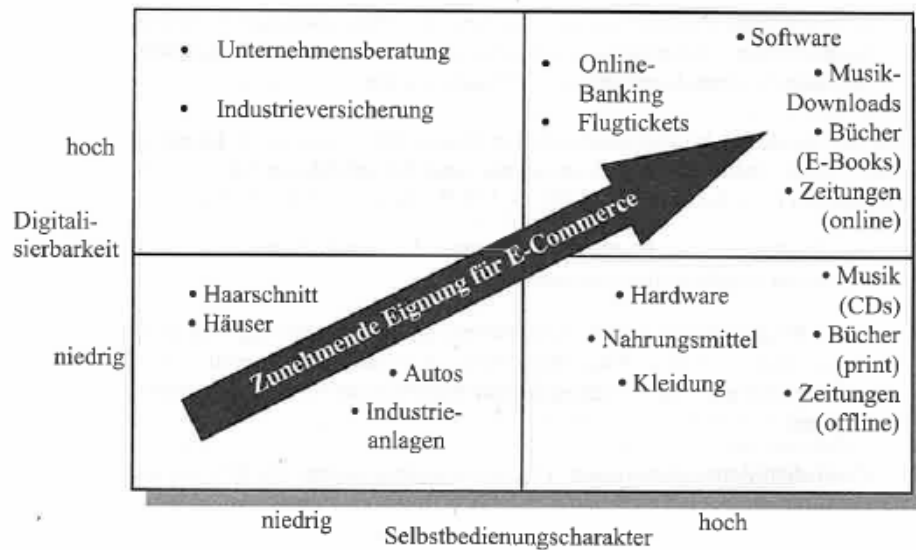 • Unternehmensberatung
• Industrieversicherung
• Software
• Online-
Banking
• Flugtickets
• Musik-
Downloads
• Bücher
(E-Books)
• Zeitungen
(online)
hoch
Digitali-
sierbarkeit
niedrig
Zunehmende Eignung für E-Commerce
• Haarschnitt
• Häuser
• Autos
• Industrie-
anlagen
• Hardware
• Nahrungsmittel
• Kleidung
• Musik
(CDs)
• Bücher
(print)
• Zeitungen
(offline)
niedrig
hoch
Selbstbedienungscharakter